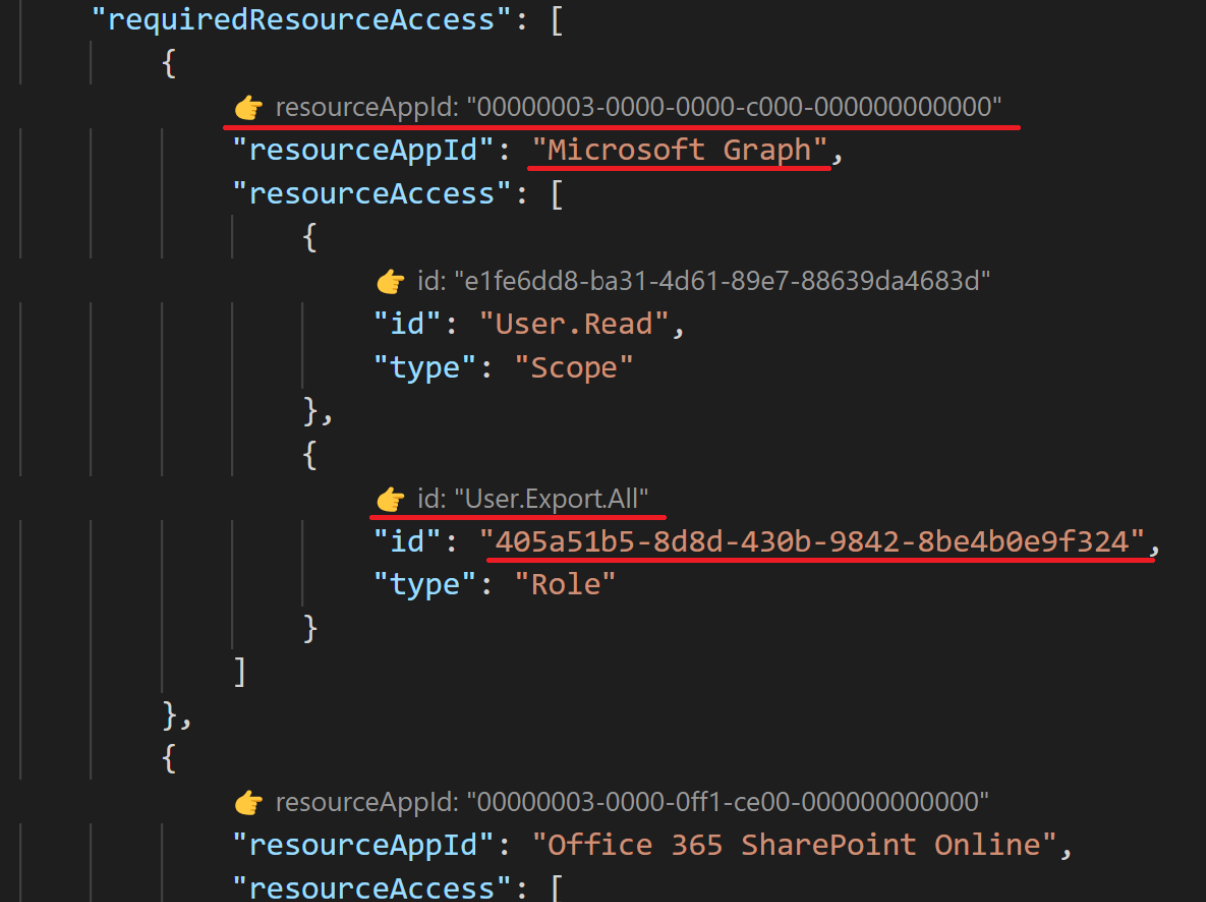 "requiredResourceAccess": [
{
👉 resourceAppId: "00000003-0000-0000-c000-000000000000"
"resourceAppId": "Microsoft Graph",
"resourceAccess": [
{
👉 id: "e1fe6dd8-ba31-4d61-89e7-88639da4683d"
"id": "User.Read",
"type": "Scope"
},
{
👉 id: "User.Export.All"
"id": "405a51b5-8d8d-430b-9842-8be4b0e9f324",
"type": "Role"
}
]
},
{
👉 resourceAppId: "00000003-0000-0ff1-ce00-000000000000"
"resourceAppId": "Office 365 SharePoint Online",
"resourceAccess": [